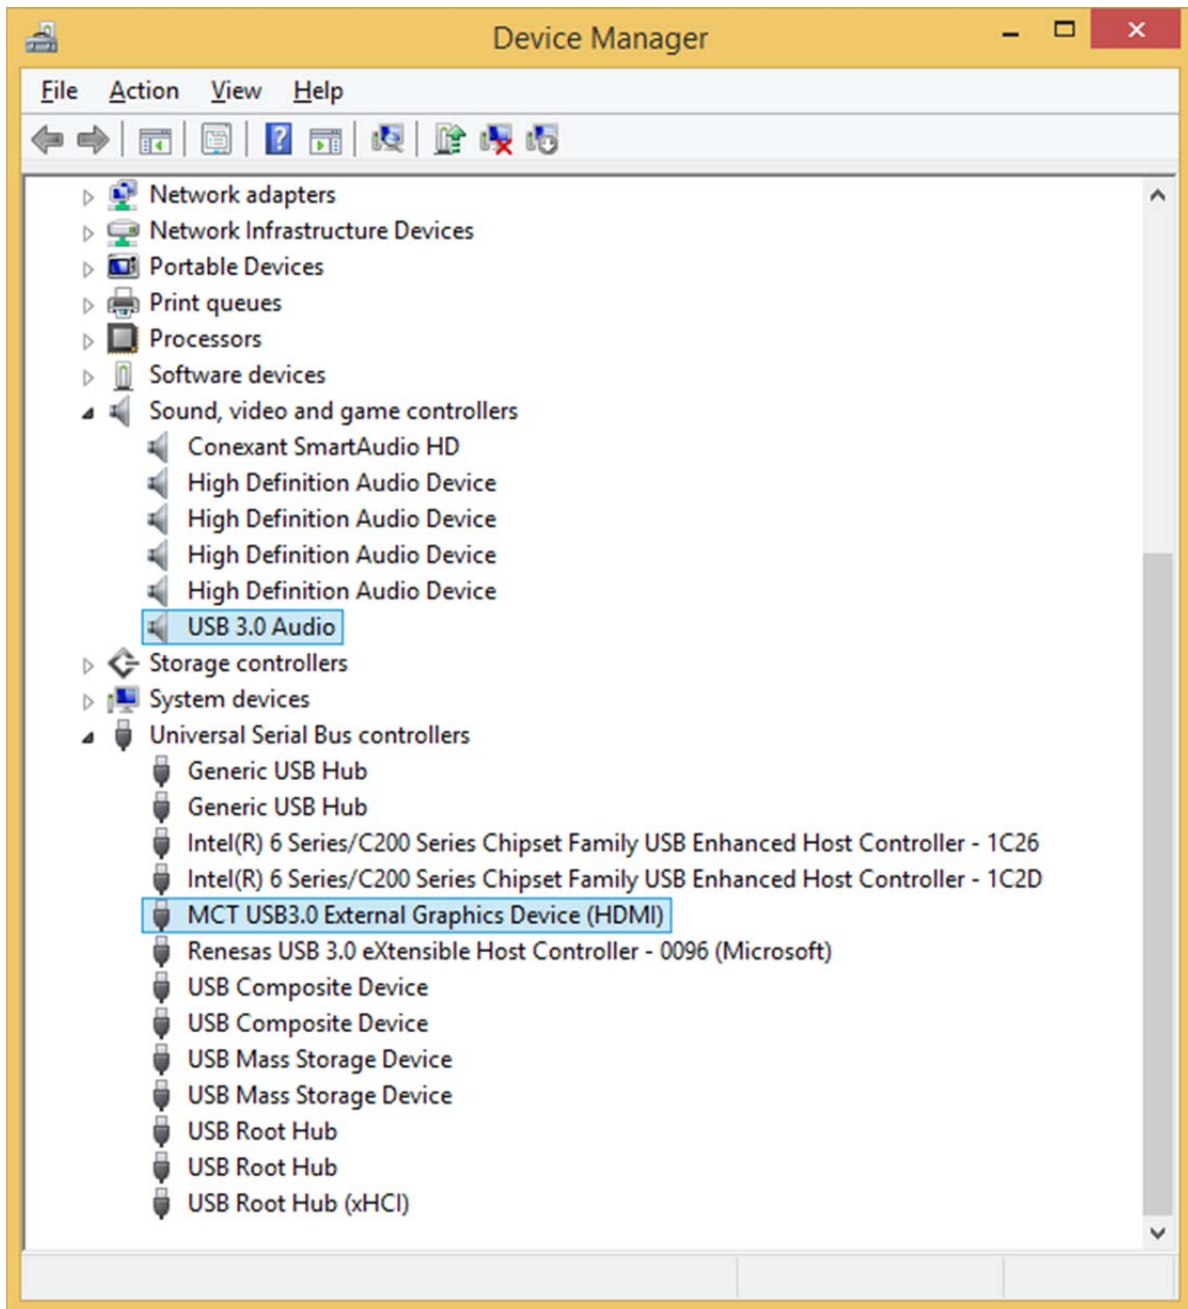 Device Manager
File Action View Help
Network adapters
Network Infrastructure Devices
Portable Devices
Print queues
Processors
Software devices
Sound, video and game controllers
Conexant SmartAudio HD
High Definition Audio Device
High Definition Audio Device
High Definition Audio Device
High Definition Audio Device
USB 3.0 Audio
Storage controllers
System devices
Universal Serial Bus controllers
Generic USB Hub
Generic USB Hub
Intel(R) 6 Series/C200 Series Chipset Family USB Enhanced Host Controller - 1C26
Intel(R) 6 Series/C200 Series Chipset Family USB Enhanced Host Controller - 1C2D
MCT USB3.0 External Graphics Device (HDMI)
Renesas USB 3.0 eXtensible Host Controller - 0096 (Microsoft)
USB Composite Device
USB Composite Device
USB Mass Storage Device
USB Mass Storage Device
USB Root Hub
USB Root Hub
USB Root Hub (xHCI)